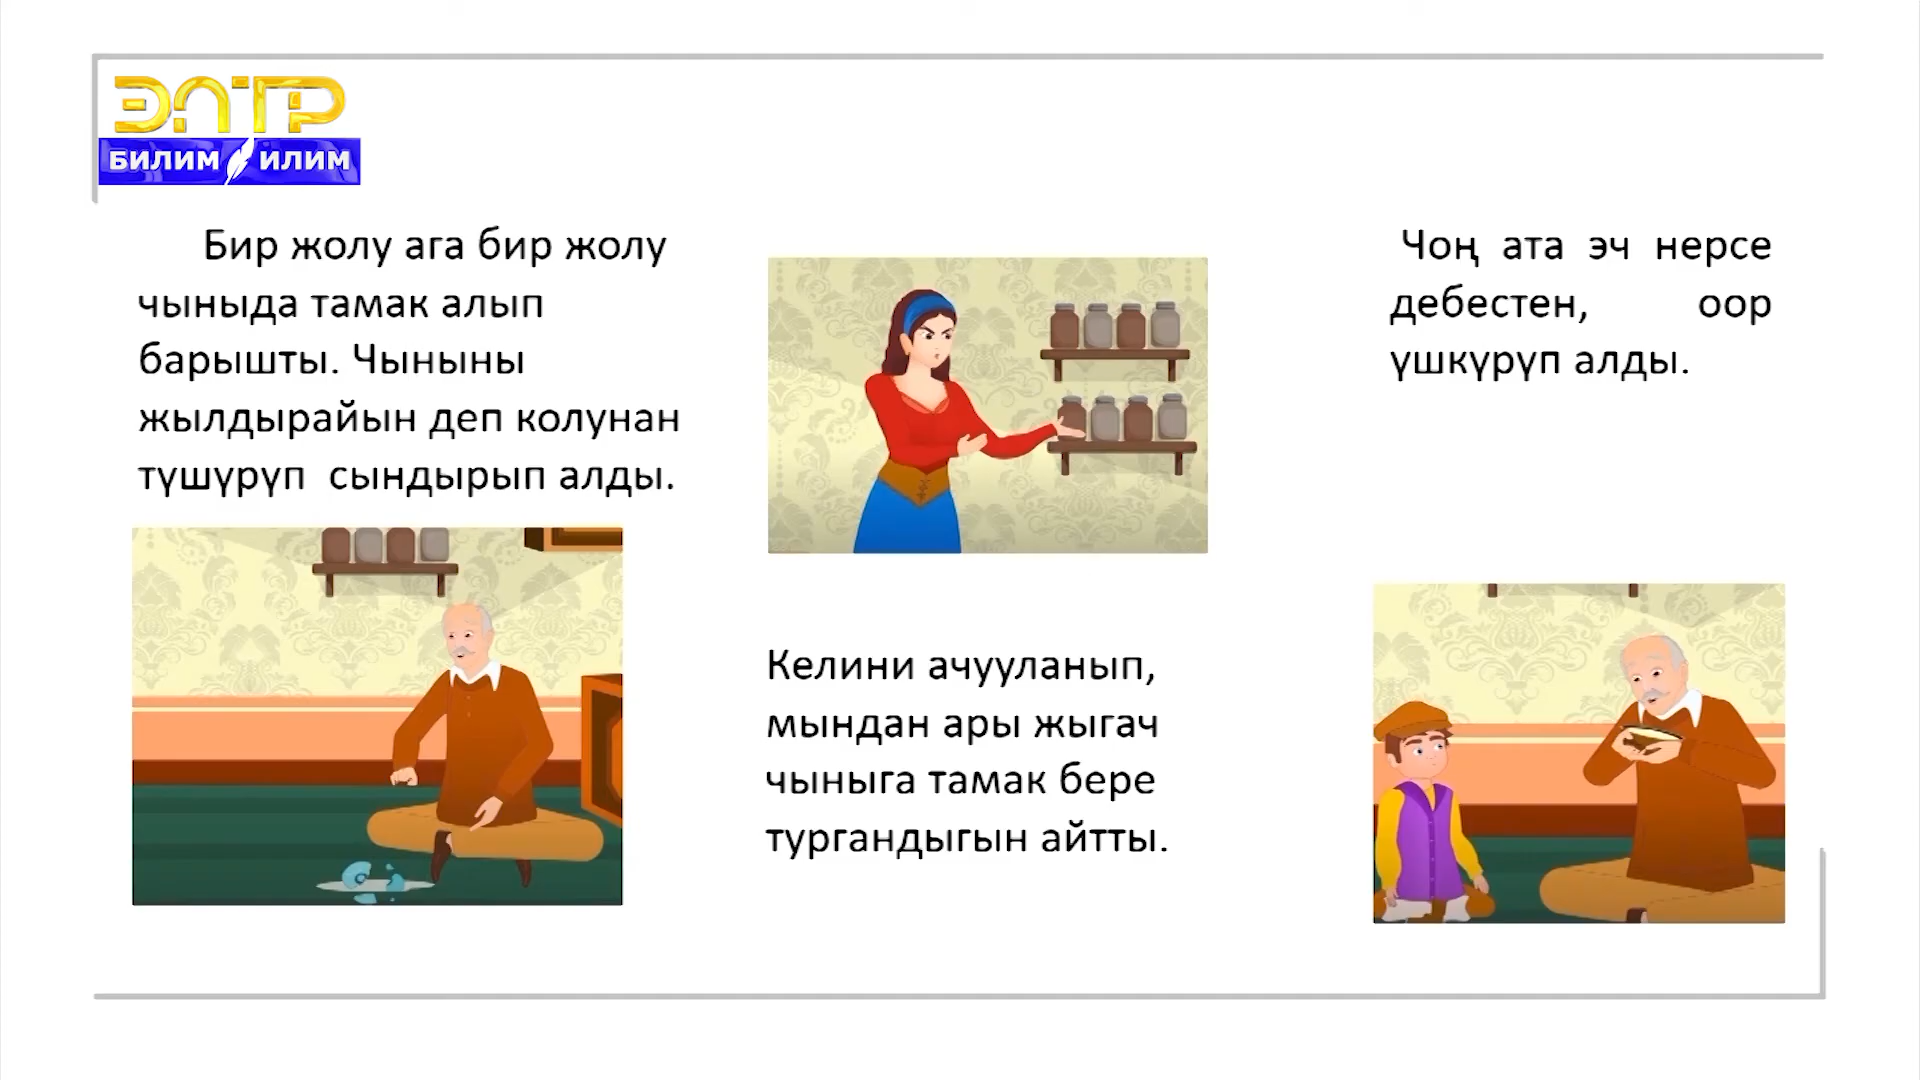 ЭЛТР
БИЛИМ ИЛИМ
Бир жолу ага бир жолу
чыныда тамак алып
барышты. Чыныны
жылдырайын деп колунан
түшүрүп сындырып алды.
Келини ачууланып,
мындан ары жыгач
чыныга тамак бере
тургандыгын айтты.
Чоң ата эч нерсе
дебестен, оор
үшкүрүп алды.